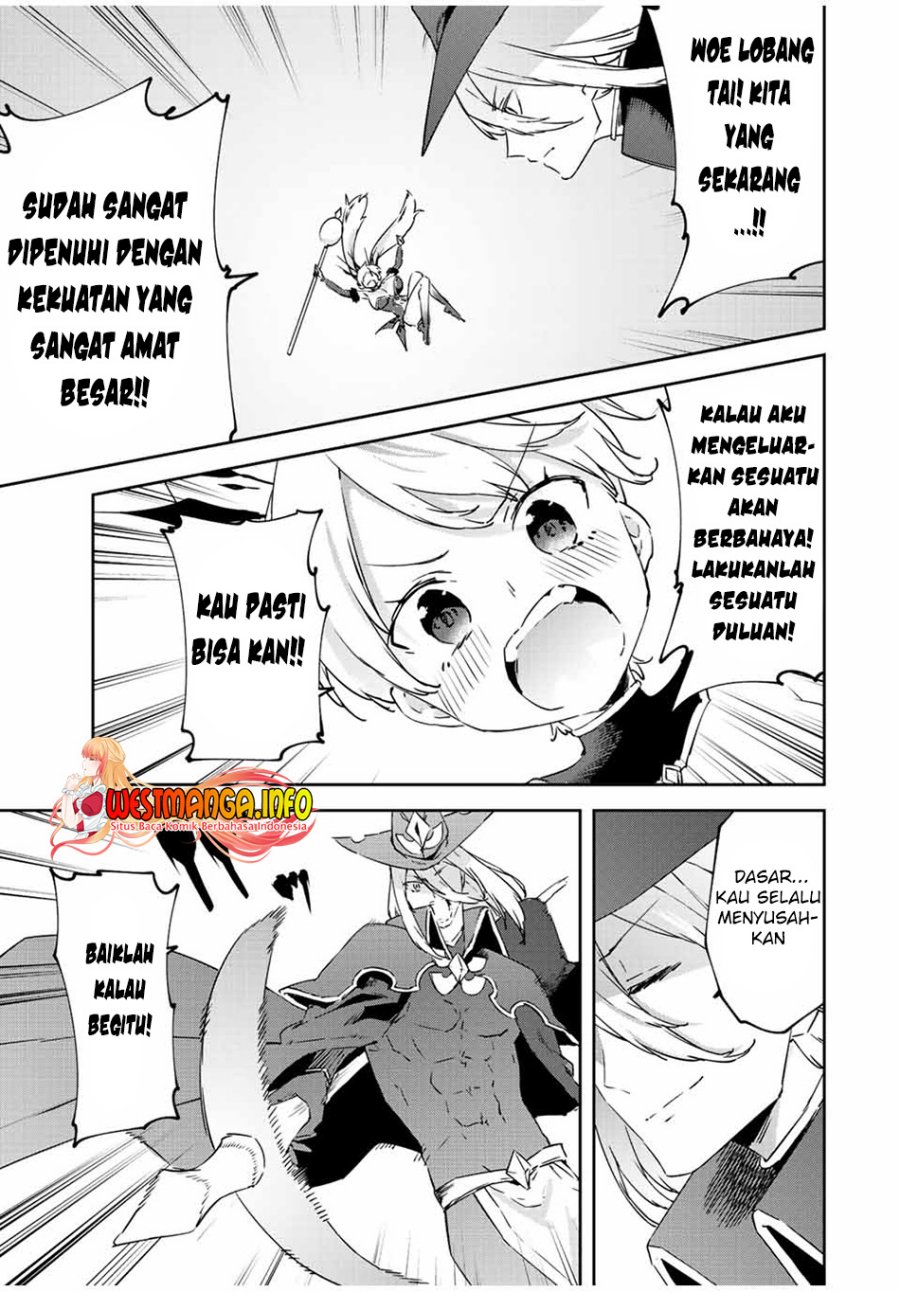 WOE LOBANG
TAI! KITA
YANG
SEKARANG
...!!
SUDAH SANGAT
DIPENUHI DENGAN
KEKUATAN YANG
SANGAT AMAT
BESAR!!
KALAU AKU
MENGELUAR-
KAN SESUATU
AKAN
BERBAHAYA!
LAKUKANLAH
SESUATU
DULUAN!
KAU PASTI
BISA KAN!!
WESTMANGA.INFO
Situs Baca Komik Berbahasa Indonesia
DASAR...
KAU SELALU
MENYUSAH-
KAN
BAIKLAH
KALAU
BEGITU!